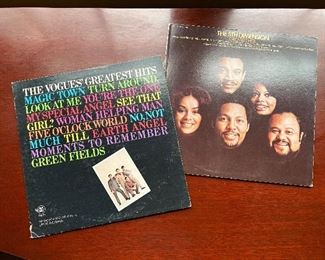 THE VOGUES' GREATEST HITS
MAGIC TOWN TURN AROUND,
LOOK AT ME YOU'RE THE ONE
MY SPECIAL ANGEL SEE THAT
GIRL? WOMAN HELPING MAN
FIVE O'CLOCK WORLD NO, NOT
MUCH TILL EARTH ANGEL
MOMENTS TO REMEMBER
GREEN FIELDS
THE 5TH DIMENSION